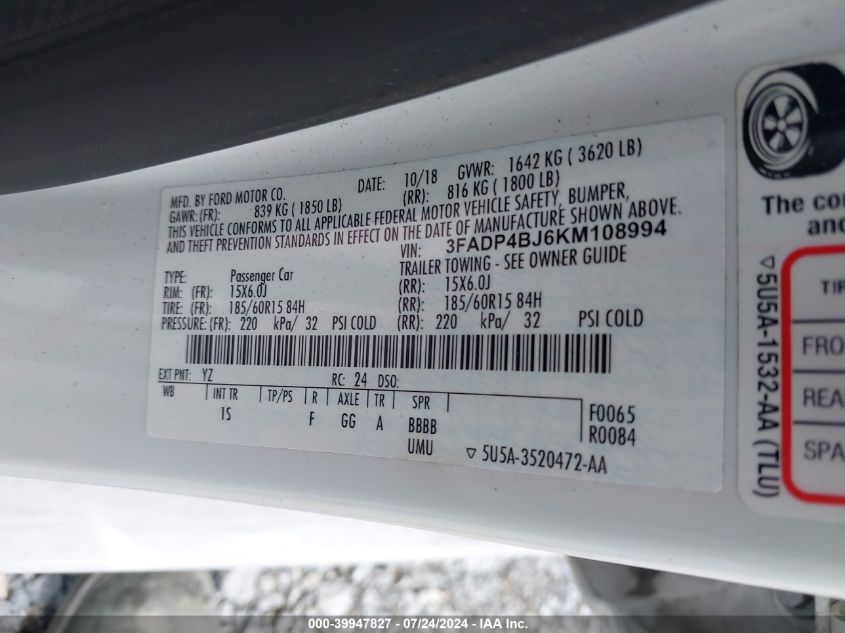 MFD. BY FORD MOTOR CO. DATE: 10/18 GVWR: 1642 KG ( 3620 LB)
GAWR: (FR) 839 KG ( 1850 LB) (RR): 816 KG ( 1800 LB)
THIS VEHICLE CONFORMS TO ALL APPLICABLE FEDERAL MOTOR VEHICLE SAFETY, BUMPER,
AND THEFT PREVENTION STANDARDS IN EFFECT ON THE DATE OF MANUFACTURE SHOWN ABOVE.
VIN: 3FADP4BJ6KM108994
TYPE: Passenger Car TRAILER TOWING - SEE OWNER GUIDE
RIM: (FR): 15X6.0J (RR): 15X6.0J
TIRE: (FR): 185/60R15 84H (RR): 185/60R15 84H
PRESSURE: (FR): 220 kPa/ 32 PSI COLD (RR): 220 kPa/ 32 PSI COLD
EXT PNT: YZ RC: 24 DSO:
WB INT TR TP/PS R AXLE TR SPR
1S F GG A BBBB
UMU
F0065
R0084
▽ 5U5A-3520472-AA
The co
and
▽ 5U5A-1532-AA (TLU)
TI
FRO
REA
SPA
000-39947827 - 07/24/2024 - IAA Inc.